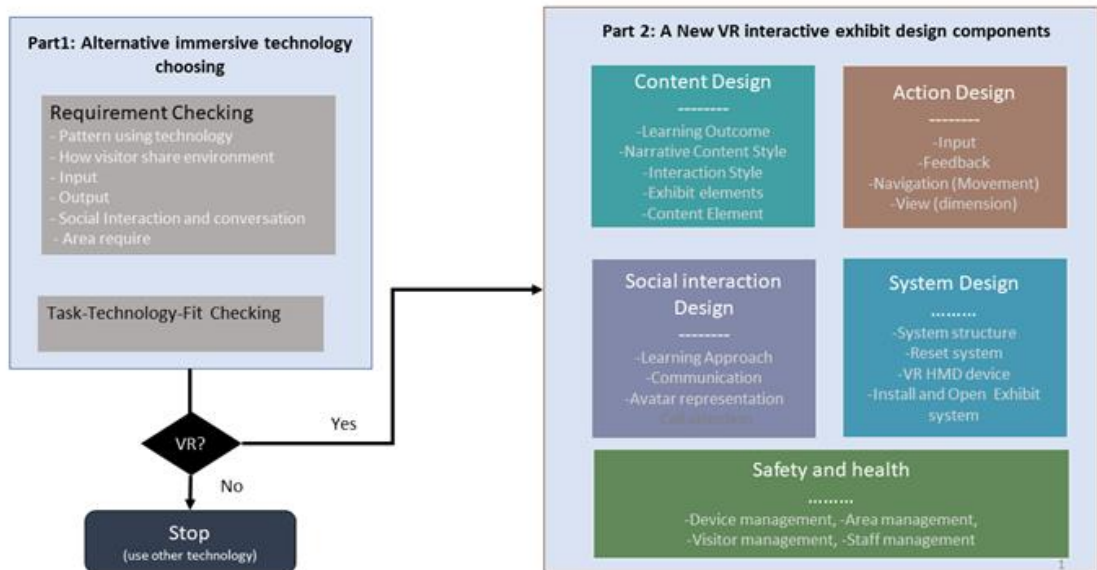 Part1: Alternative immersive technology
choosing
Requirement Checking
- Pattern using technology
- How visitor share environment
- Input
- Output
- Social Interaction and conversation
- Area require
Task-Technology-Fit Checking
VR?
Yes
No
Stop
(use other technology)
Part 2: A New VR interactive exhibit design components
Content Design
--------
-Learning Outcome
-Narrative Content Style
-Interaction Style
-Exhibit elements
-Content Element
Action Design
--------
-Input
-Feedback
-Navigation (Movement)
-View (dimension)
Social interaction
Design
--------
-Learning Approach
-Communication
-Avatar representation
System Design
.........
-System structure
-Reset system
-VR HMD device
-Install and Open Exhibit
system
Safety and health
.........
-Device management, -Area management,
-Visitor management, -Staff management
1